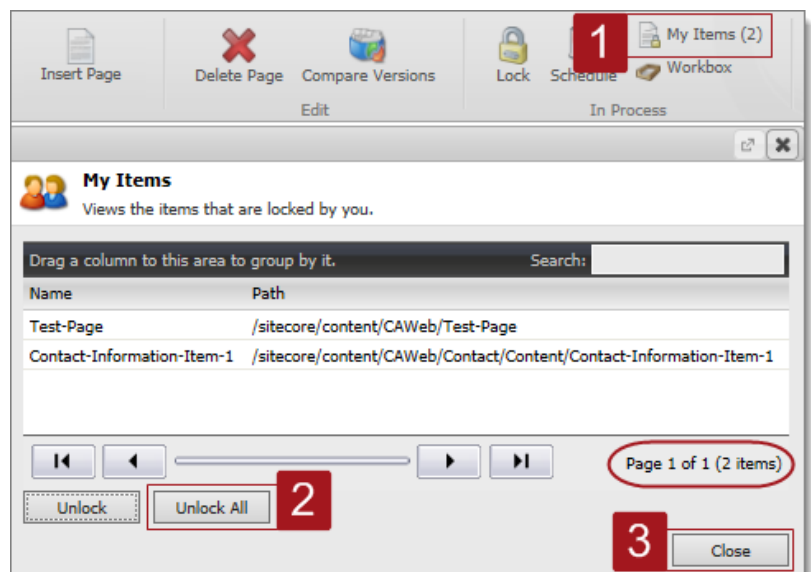 1
My Items (2)
Insert Page
Delete Page
Compare Versions
Lock
Schedule
Workbox
Edit
In Process
My Items
Views the items that are locked by you.
Drag a column to this area to group by it.
Search:
Name Path
Test-Page /sitecore/content/CAWeb/Test-Page
Contact-Information-Item-1 /sitecore/content/CAWeb/Contact/Content/Contact-Information-Item-1
Page 1 of 1 (2 items)
Unlock
Unlock All
2
3
Close